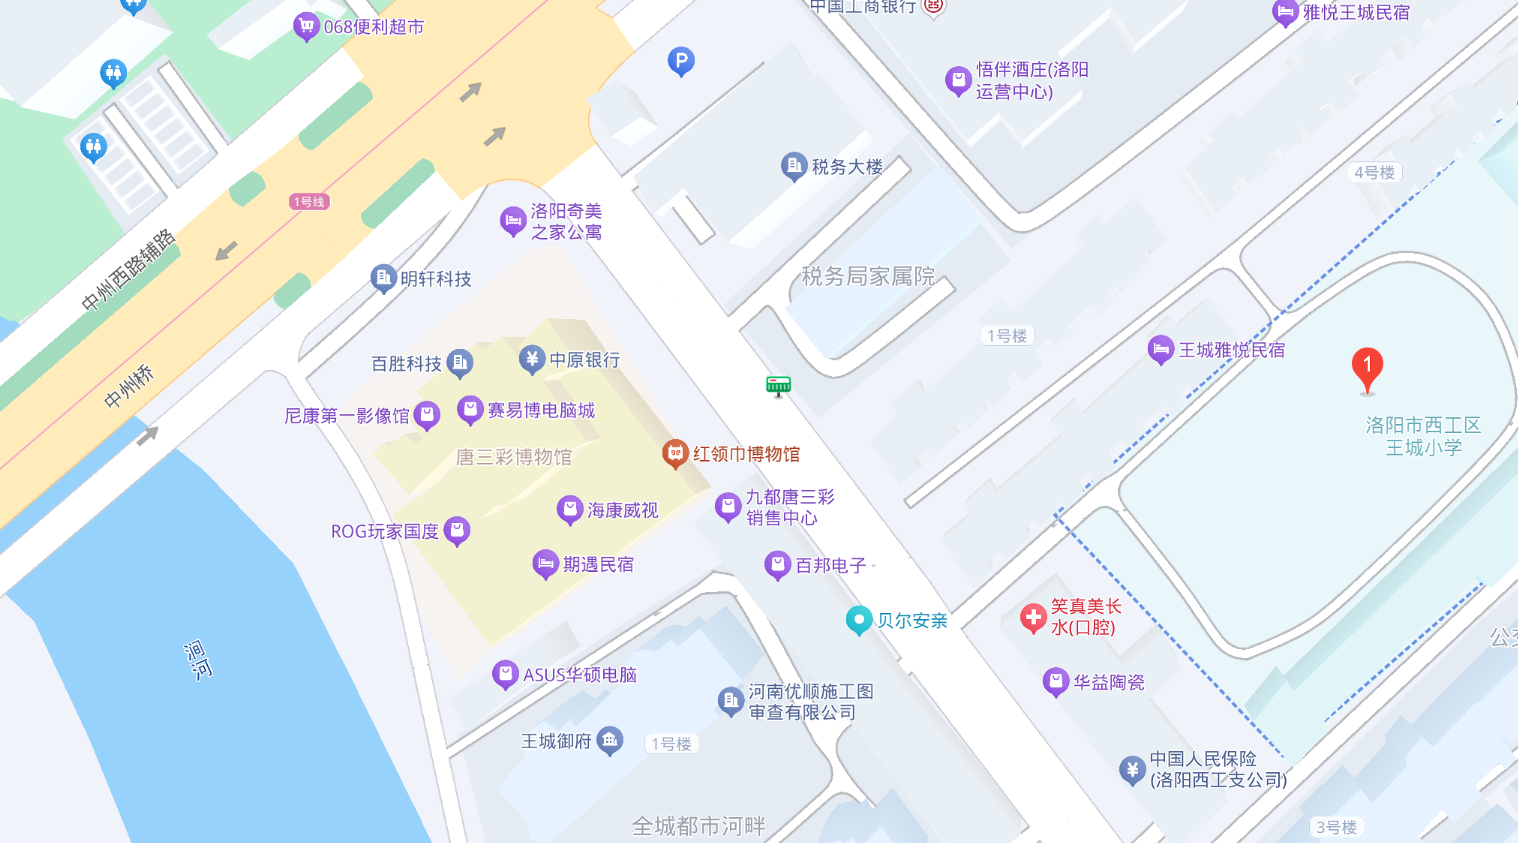 中国工商银行
雅悦王城民宿
068便利超市
悟伴酒庄(洛阳
运营中心)
P
税务大楼
4号楼
1号线
洛阳奇美
之家公寓
中州西路辅路
明轩科技
税务局家属院
1号楼
王城雅悦民宿
百胜科技
中原银行
1
中州桥
尼康第一影像馆
赛易博电脑城
洛阳市西工区
王城小学
唐三彩博物馆
红领巾博物馆
九都唐三彩
销售中心
海康威视
ROG玩家国度
期遇民宿
百邦电子
笑真美长
水(口腔)
贝尔安亲
涧河
ASUS华硕电脑
华益陶瓷
河南优顺施工图
审查有限公司
王城御府
1号楼
中国人民保险
(洛阳西工支公司)
全城都市河畔
3号楼